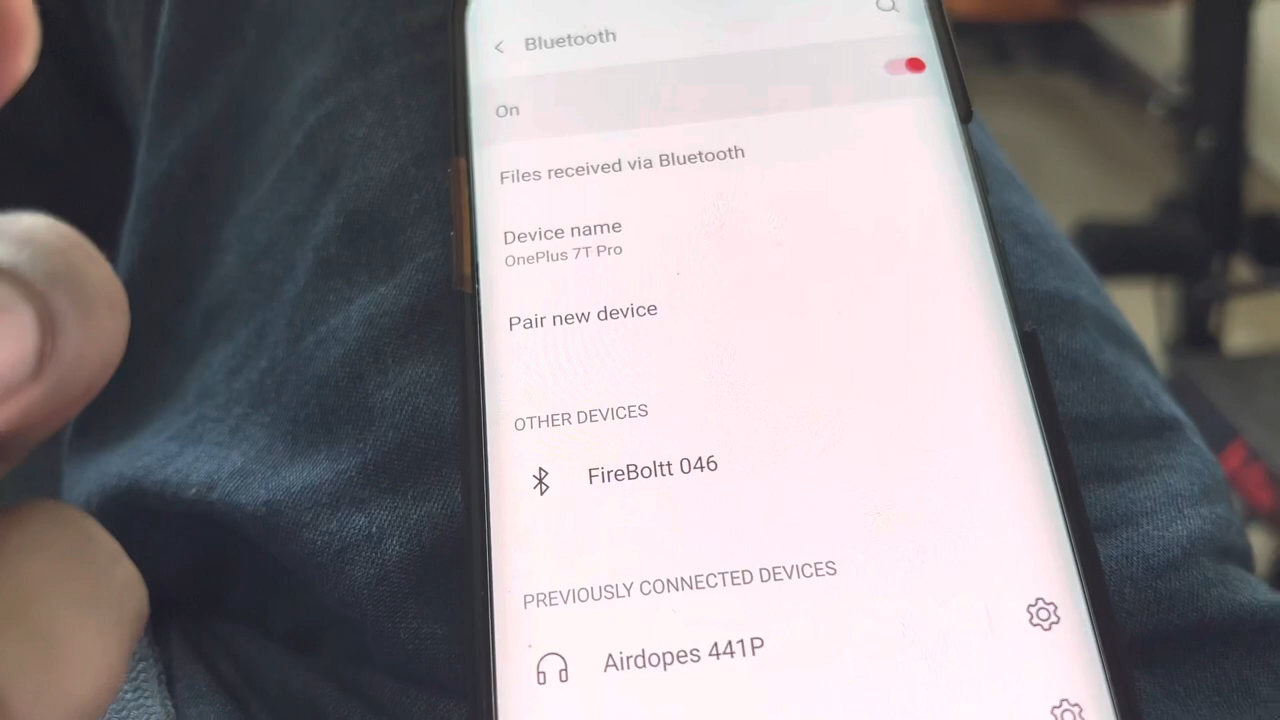 Bluetooth
On
Files received via Bluetooth
Device name
OnePlus 7T Pro
Pair new device
OTHER DEVICES
FireBoltt 046
PREVIOUSLY CONNECTED DEVICES
Airdopes 441P